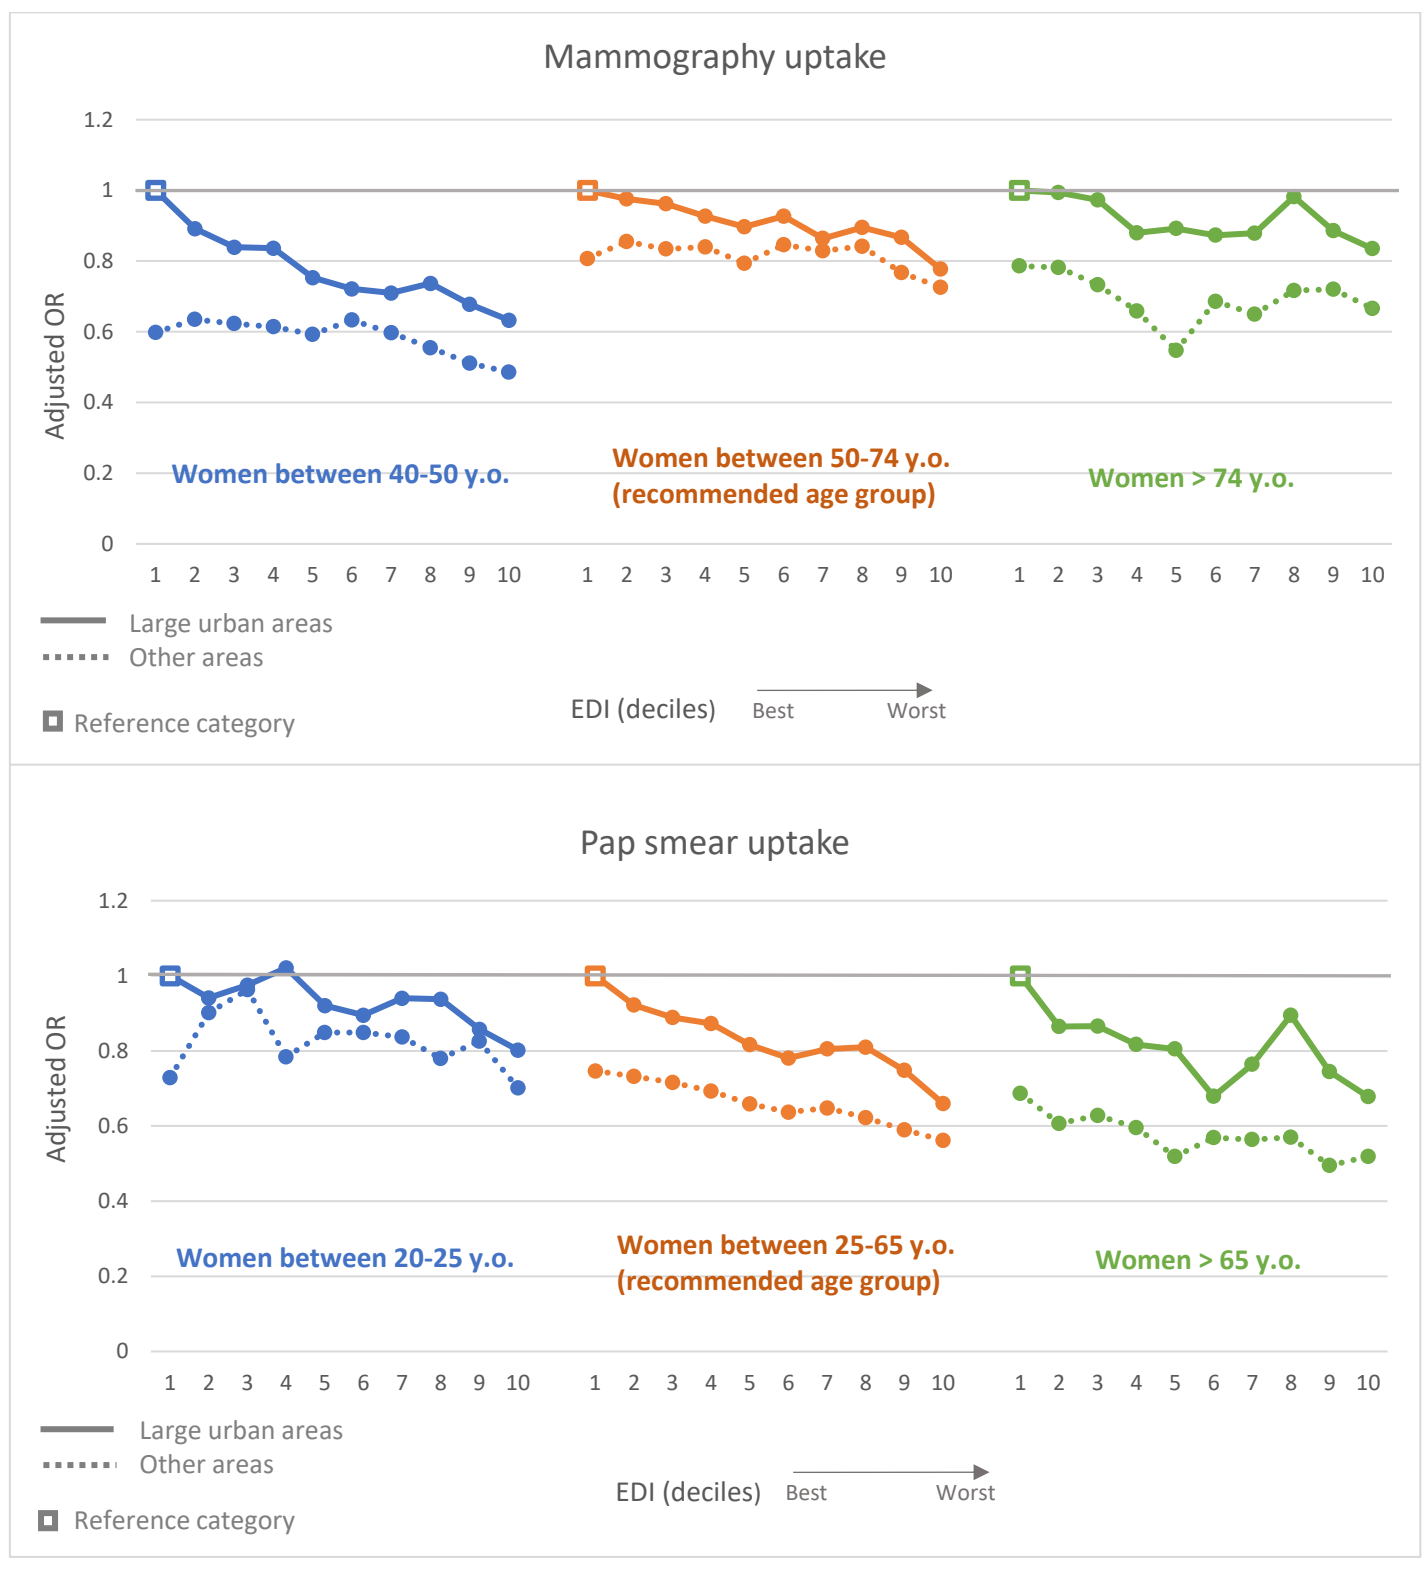 Mammography uptake
1.2
1
0.8
0.6
0.4
0.2
0
Adjusted OR
Women between 40-50 y.o.
Women between 50-74 y.o.
(recommended age group)
Women > 74 y.o.
1 2 3 4 5 6 7 8 9 10 1 2 3 4 5 6 7 8 9 10 1 2 3 4 5 6 7 8 9 10
Large urban areas
Other areas
Reference category
EDI (deciles) Best Worst
Pap smear uptake
1.2
1
0.8
0.6
0.4
0.2
0
Adjusted OR
Women between 20-25 y.o.
Women between 25-65 y.o.
(recommended age group)
Women > 65 y.o.
1 2 3 4 5 6 7 8 9 10 1 2 3 4 5 6 7 8 9 10 1 2 3 4 5 6 7 8 9 10
Large urban areas
Other areas
EDI (deciles) Best Worst
Reference category